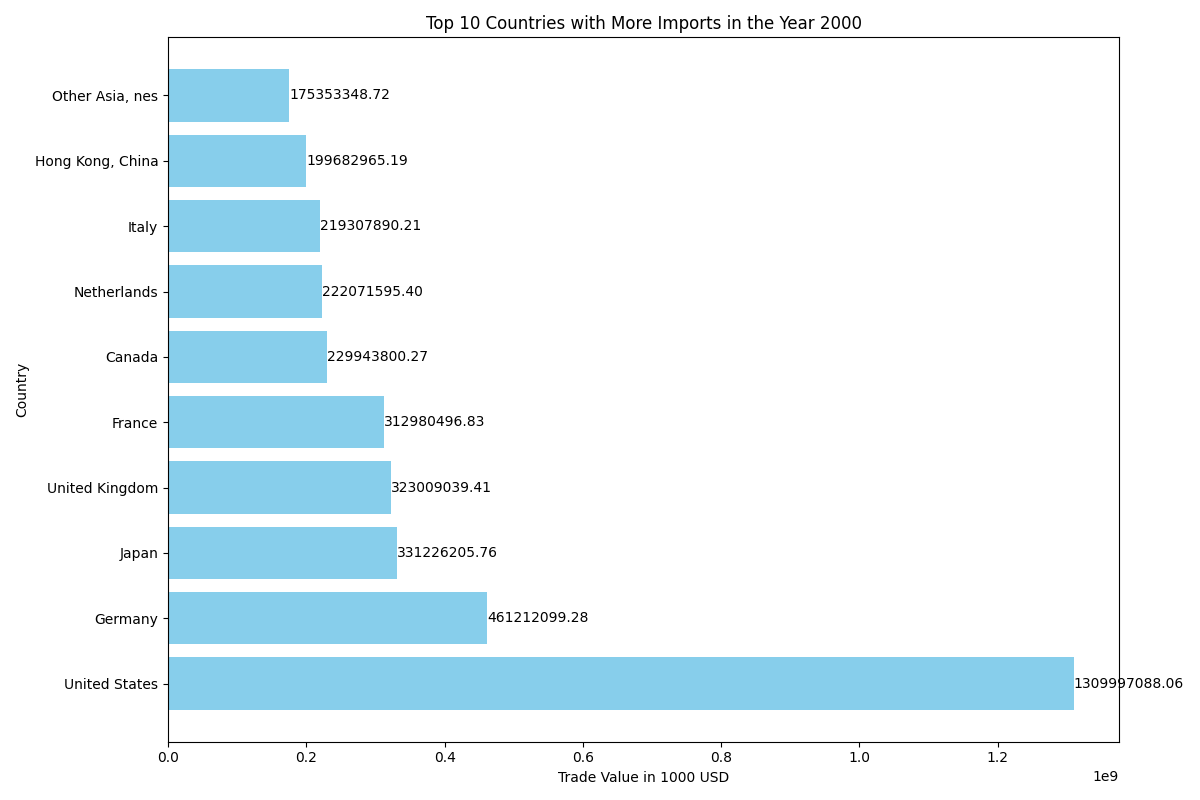 Top 10 Countries with More Imports in the Year 2000
Other Asia, nes 175353348.72
Hong Kong, China 199682965.19
Italy 219307890.21
Netherlands 222071595.40
Canada 229943800.27
France 312980496.83
United Kingdom 323009039.41
Japan 331226205.76
Germany 461212099.28
United States 1309997088.06
Country
0.0 0.2 0.4 0.6 0.8 1.0 1.2
1e9
Trade Value in 1000 USD